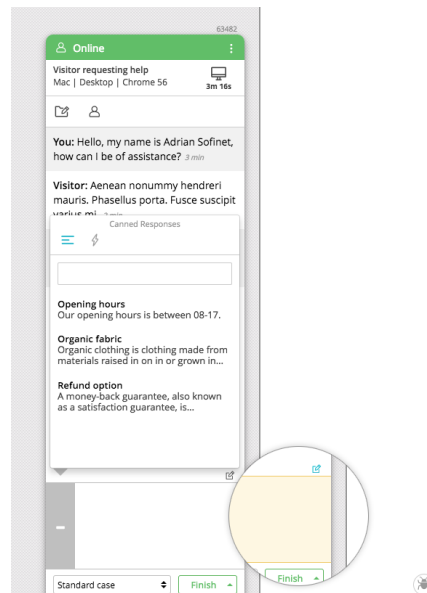 63482
Online
Visitor requesting help
Mac | Desktop | Chrome 56
3m 16s
You: Hello, my name is Adrian Sofinet,
how can I be of assistance? 3 min
Visitor: Aenean nonummy hendreri
mauris. Phasellus porta. Fusce suscipit
varius mi. 3 min
Canned Responses
Opening hours
Our opening hours is between 08-17.
Organic fabric
Organic clothing is clothing made from
materials raised in on in or grown in...
Refund option
A money-back guarantee, also known
as a satisfaction guarantee, is...
Standard case
Finish
Finish